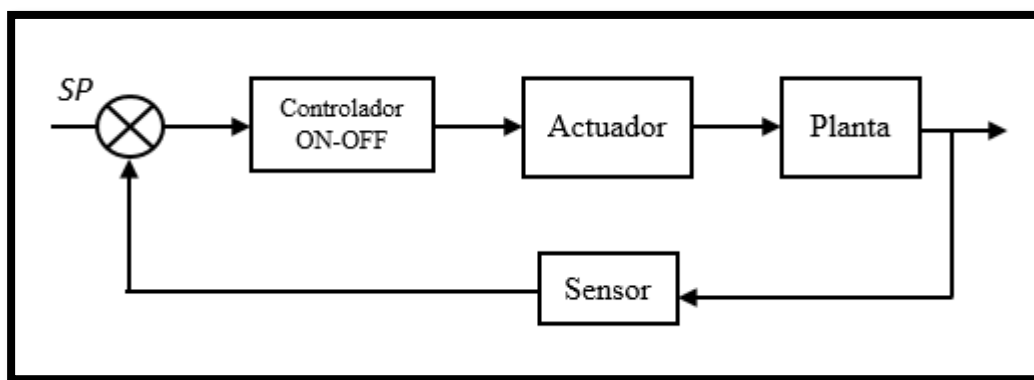 SP
Controlador
ON-OFF
Actuador
Planta
Sensor